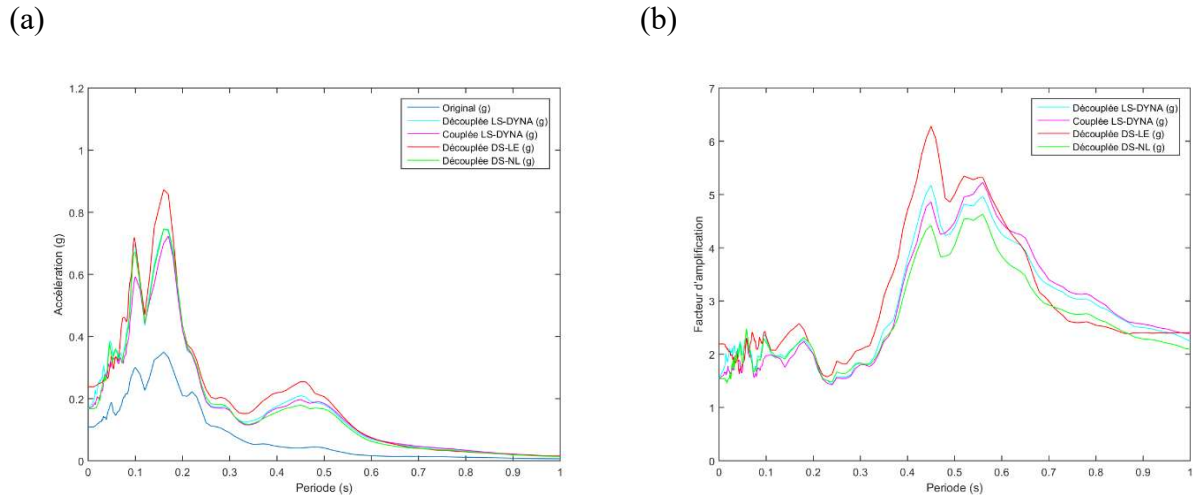 (a)
(b)
1.2
1
0.8
0.6
0.4
0.2
0
Accélération (g)
0 0.1 0.2 0.3 0.4 0.5 0.6 0.7 0.8 0.9 1
Periode (s)
Original (g)
Découplée LS-DYNA (g)
Couplée LS-DYNA (g)
Découplée DS-LE (g)
Découplée DS-NL (g)
7
6
5
4
3
2
1
0
Facteur d'amplification
0 0.1 0.2 0.3 0.4 0.5 0.6 0.7 0.8 0.9 1
Periode (s)
Découplée LS-DYNA (g)
Couplée LS-DYNA (g)
Découplée DS-LE (g)
Découplée DS-NL (g)